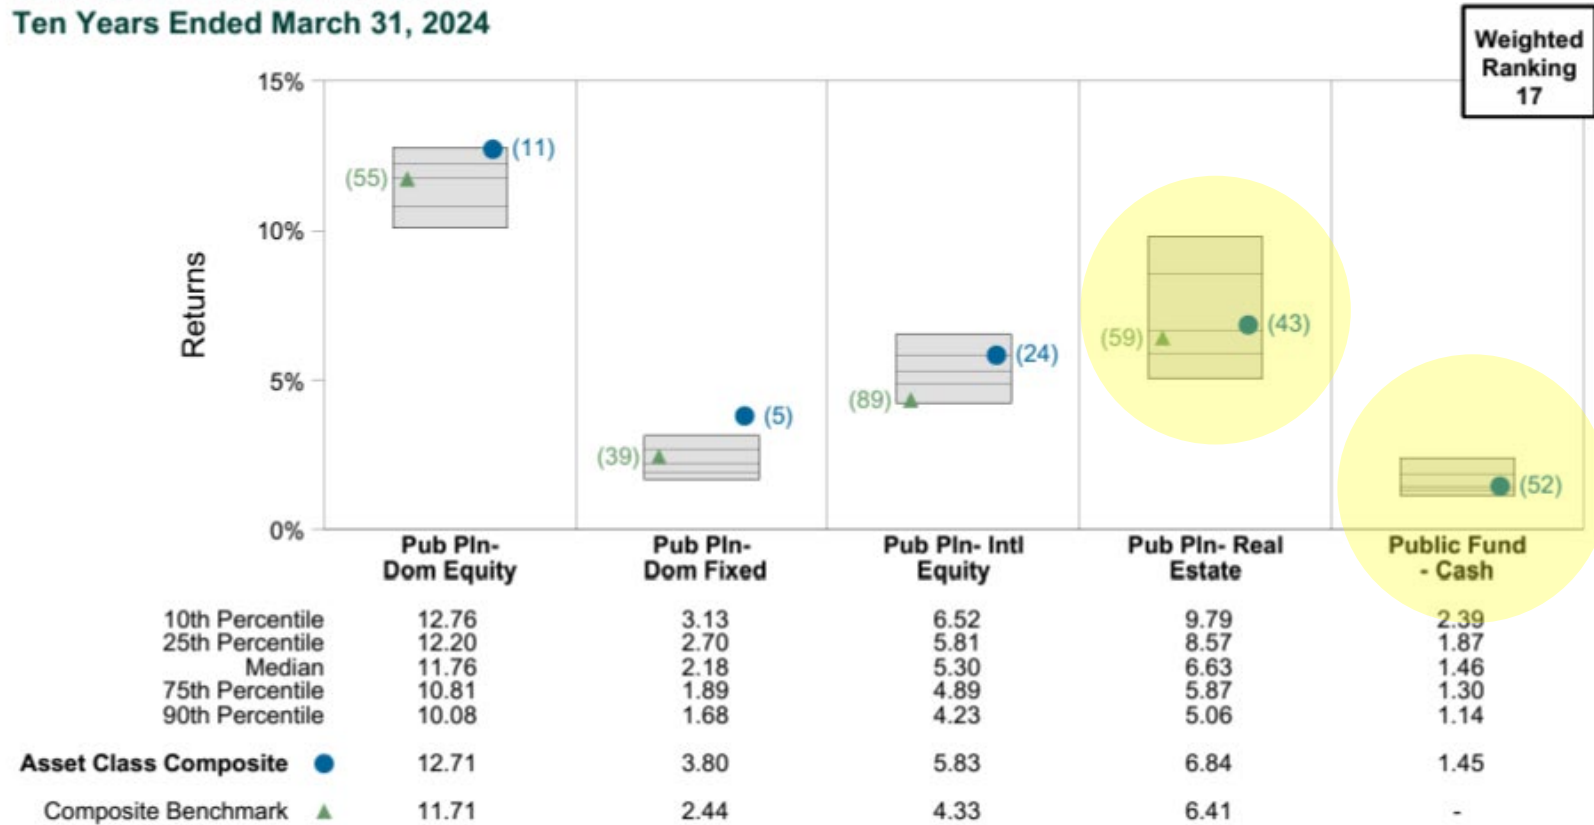 Ten Years Ended March 31, 2024
Weighted
Ranking
17
15%
10%
5%
0%
Returns
(55)
(11)
(39)
(5)
(89)
(24)
(59)
(43)
(52)
Pub Pln-
Dom Equity
Pub Pln-
Dom Fixed
Pub Pln- Intl
Equity
Pub Pln- Real
Estate
Public Fund
- Cash
10th Percentile 12.76 3.13 6.52 9.79 2.39
25th Percentile 12.20 2.70 5.81 8.57 1.87
Median 11.76 2.18 5.30 6.63 1.46
75th Percentile 10.81 1.89 4.89 5.87 1.30
90th Percentile 10.08 1.68 4.23 5.06 1.14
Asset Class Composite 12.71 3.80 5.83 6.84 1.45
Composite Benchmark 11.71 2.44 4.33 6.41 -